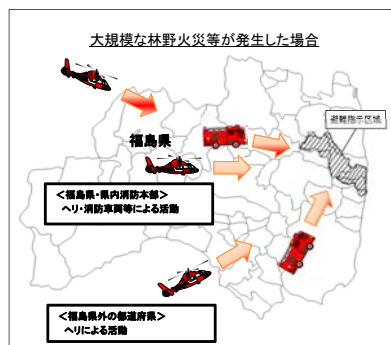 大規模な林野火災等が発生した場合
避難指示区域
福島県
＜福島県・県内消防本部＞
ヘリ・消防車両等による活動
＜福島県外の都道府県＞
ヘリによる活動